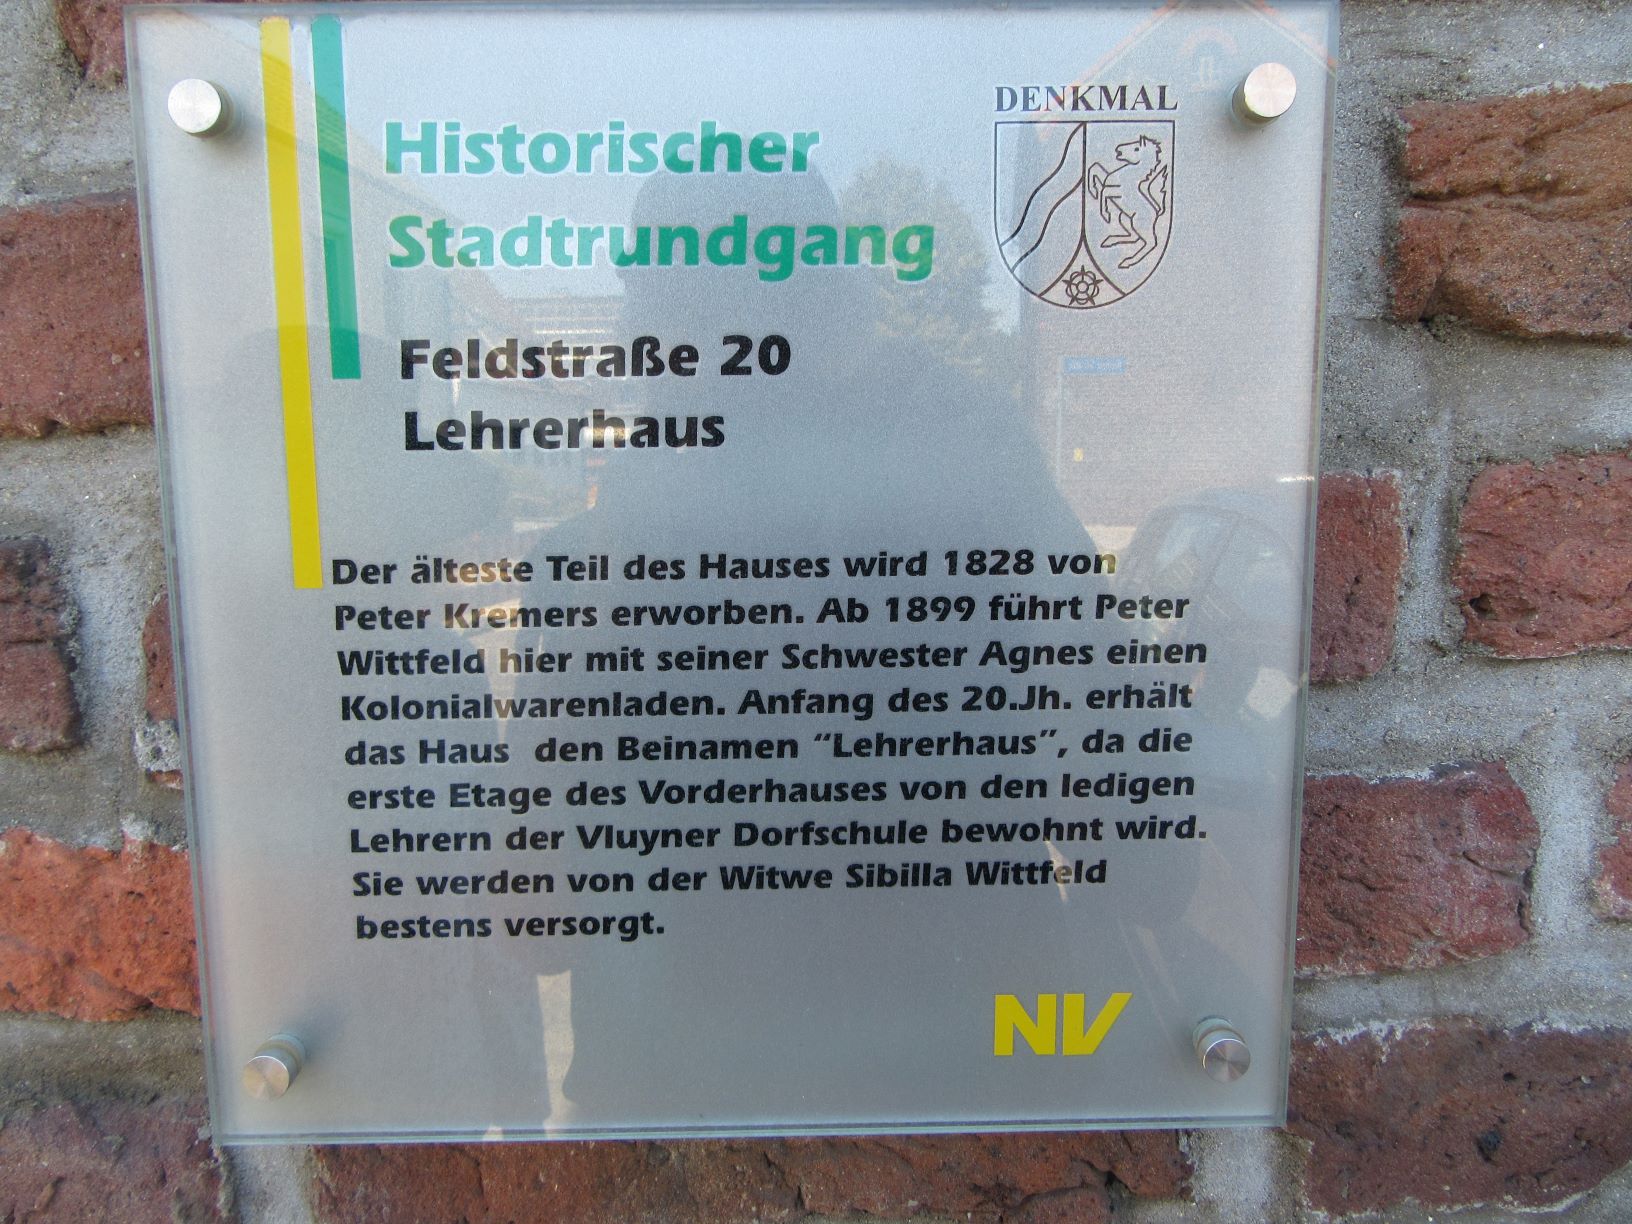 DENKMAL
Historischer
Stadtrundgang
Feldstraße 20
Lehrerhaus
Der älteste Teil des Hauses wird 1828 von
Peter Kremers erworben. Ab 1899 führt Peter
Wittfeld hier mit seiner Schwester Agnes einen
Kolonialwarenladen. Anfang des 20.Jh. erhält
das Haus  den Beinamen “Lehrerhaus”, da die
erste Etage des Vorderhauses von den ledigen
Lehrern der Vluyner Dorfschule bewohnt wird.
Sie werden von der Witwe Sibilla Wittfeld
bestens versorgt.
NV